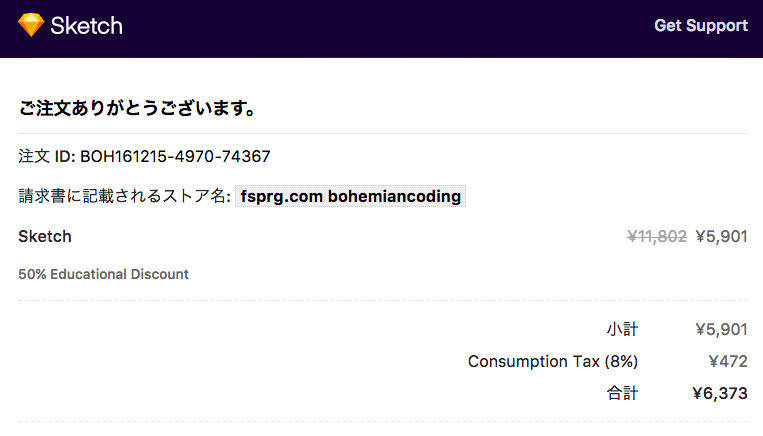 Sketch
Get Support
ご注文ありがとうございます。
注文 ID: BOH161215-4970-74367
請求書に記載されるストア名: fsprg.com bohemiancoding
Sketch ¥11,802 ¥5,901
50% Educational Discount
小計 ¥5,901
Consumption Tax (8%) ¥472
合計 ¥6,373